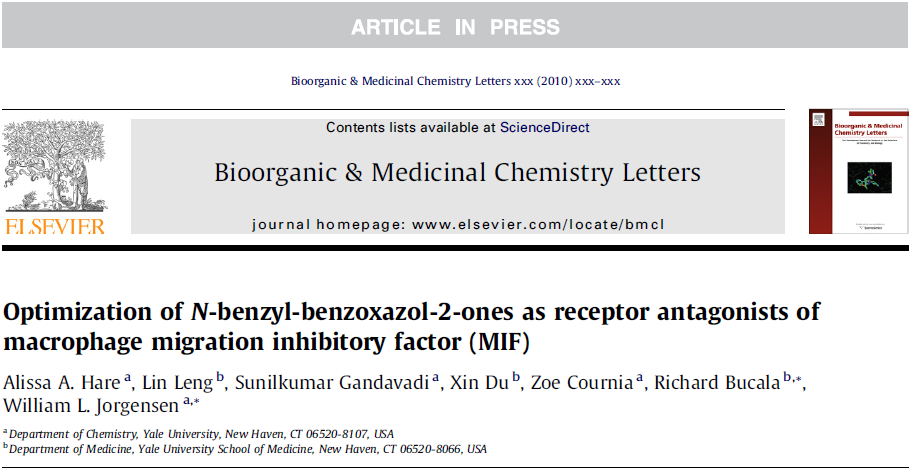 ARTICLE IN PRESS
Bioorganic & Medicinal Chemistry Letters xxx (2010) xxx–xxx
Contents lists available at ScienceDirect
Bioorganic & Medicinal Chemistry Letters
journal homepage: www.elsevier.com/locate/bmcl
ELSEVIER
Bioorganic & Medicinal
Chemistry Letters
Optimization of N-benzyl-benzoxazol-2-ones as receptor antagonists of
macrophage migration inhibitory factor (MIF)
Alissa A. Hare a, Lin Leng b, Sunilkumar Gandavadi a, Xin Du b, Zoe Cournia a, Richard Bucala b,*,
William L. Jorgensen a,*
a Department of Chemistry, Yale University, New Haven, CT 06520-8107, USA
b Department of Medicine, Yale University School of Medicine, New Haven, CT 06520-8066, USA